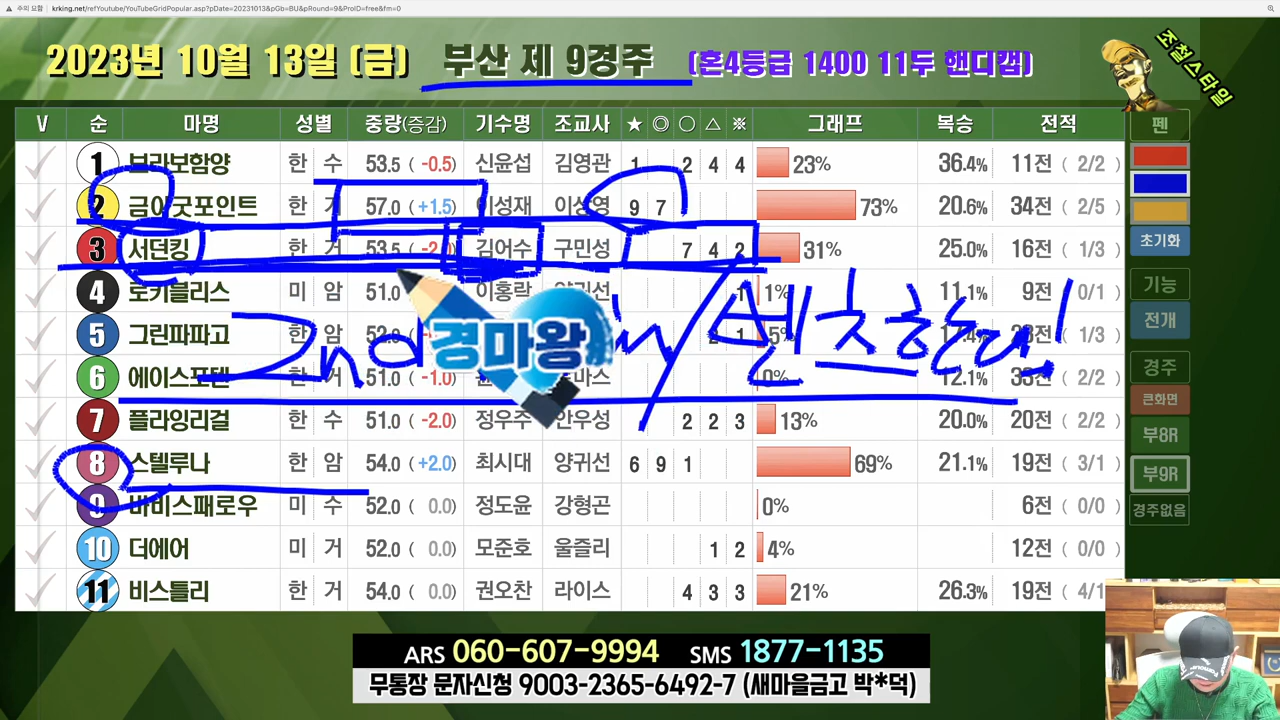 주의 요함 krking.net/refYoutube/YouTubeGridPopular.asp?pDate=20231013&pGb=BU&pRound=9&ProID=free&fm=0
2023년 10월 13일 (금) 부산 제 9경주 (혼4등급 1400 11두 핸디캡)
조철스타일
V 순 마명 성별 중량(증감) 기수명 조교사 ★ ◎ ○ △ ※ 그래프 복승 전적
펜
1 브라보함양 한 수 53.5 ( -0.5) 신윤섭 김영관 1 2 4 4 23% 36.4% 11전 ( 2/2 )
2 금아굿포인트 한 거 57.0 ( +1.5) 이성재 이상영 9 7 73% 20.6% 34전 ( 2/5 )
3 서던킹 한 거 53.5 ( -2.0) 김어수 구민성 7 4 2 31% 25.0% 16전 ( 1/3 )
초기화
4 로키블리스 미 암 51.0 이홍락 양귀선 1% 11.1% 9전 ( 0/1 )
기능
5 그린파파고 한 암 1 5% ( 1/3 )
전개
2nd
경마왕
센츠한대!
6 에이스포텐 한 거 51.0 ( -1.0) 0% 12.1% 33전 ( 2/2 )
경주
7 플라잉리걸 한 수 51.0 ( -2.0) 정우주 안우성 2 2 3 13% 20.0% 20전 ( 2/2 )
큰화면
부8R
8 스텔루나 한 암 54.0 ( +2.0) 최시대 양귀선 6 9 1 69% 21.1% 19전 ( 3/1 )
부9R
9 바비스패로우 미 수 52.0 ( 0.0) 정도윤 강형곤 0% 6전 ( 0/0 )
경주없음
10 더에어 미 거 52.0 ( 0.0) 모준호 울즐리 1 2 4% 12전 ( 0/0 )
11 비스틀리 한 거 54.0 ( 0.0) 권오찬 라이스 4 3 3 21% 26.3% 19전 ( 4/1
ARS 060-607-9994 SMS 1877-1135
무통장 문자신청 9003-2365-6492-7 (새마을금고 박*덕)